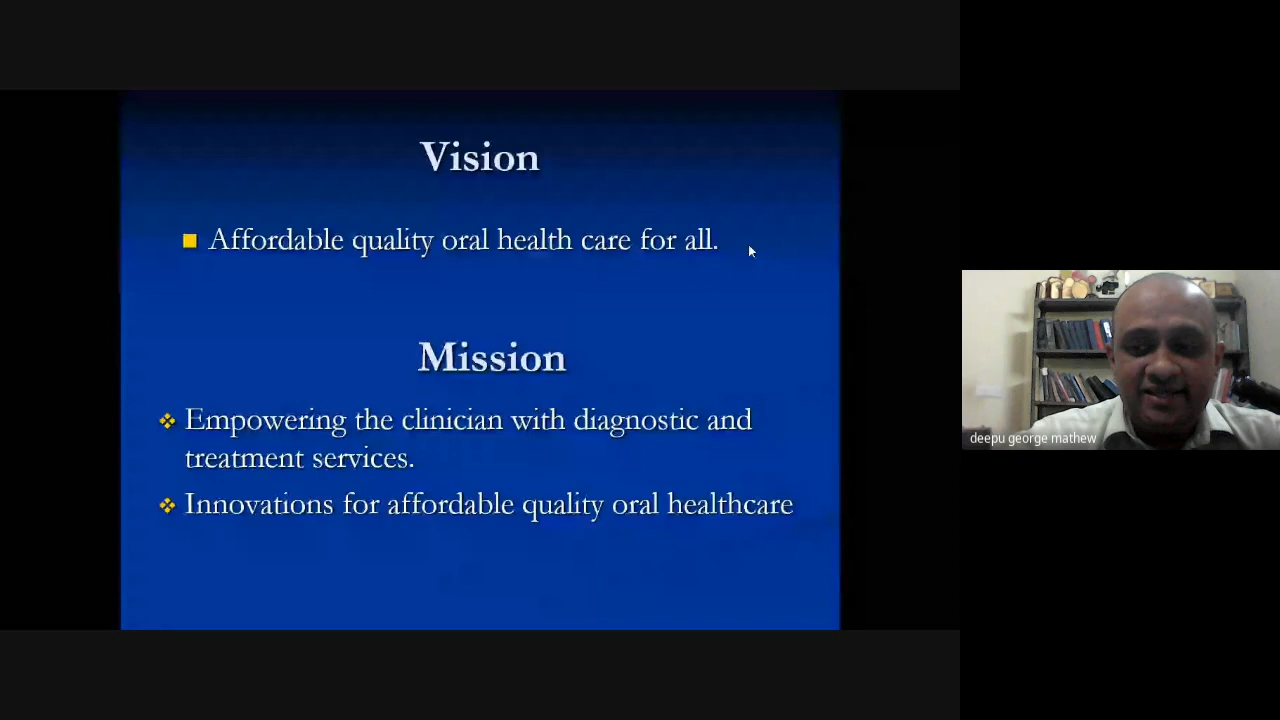 Vision
Affordable quality oral health care for all.
Mission
Empowering the clinician with diagnostic and
treatment services.
Innovations for affordable quality oral healthcare
deepu george mathew